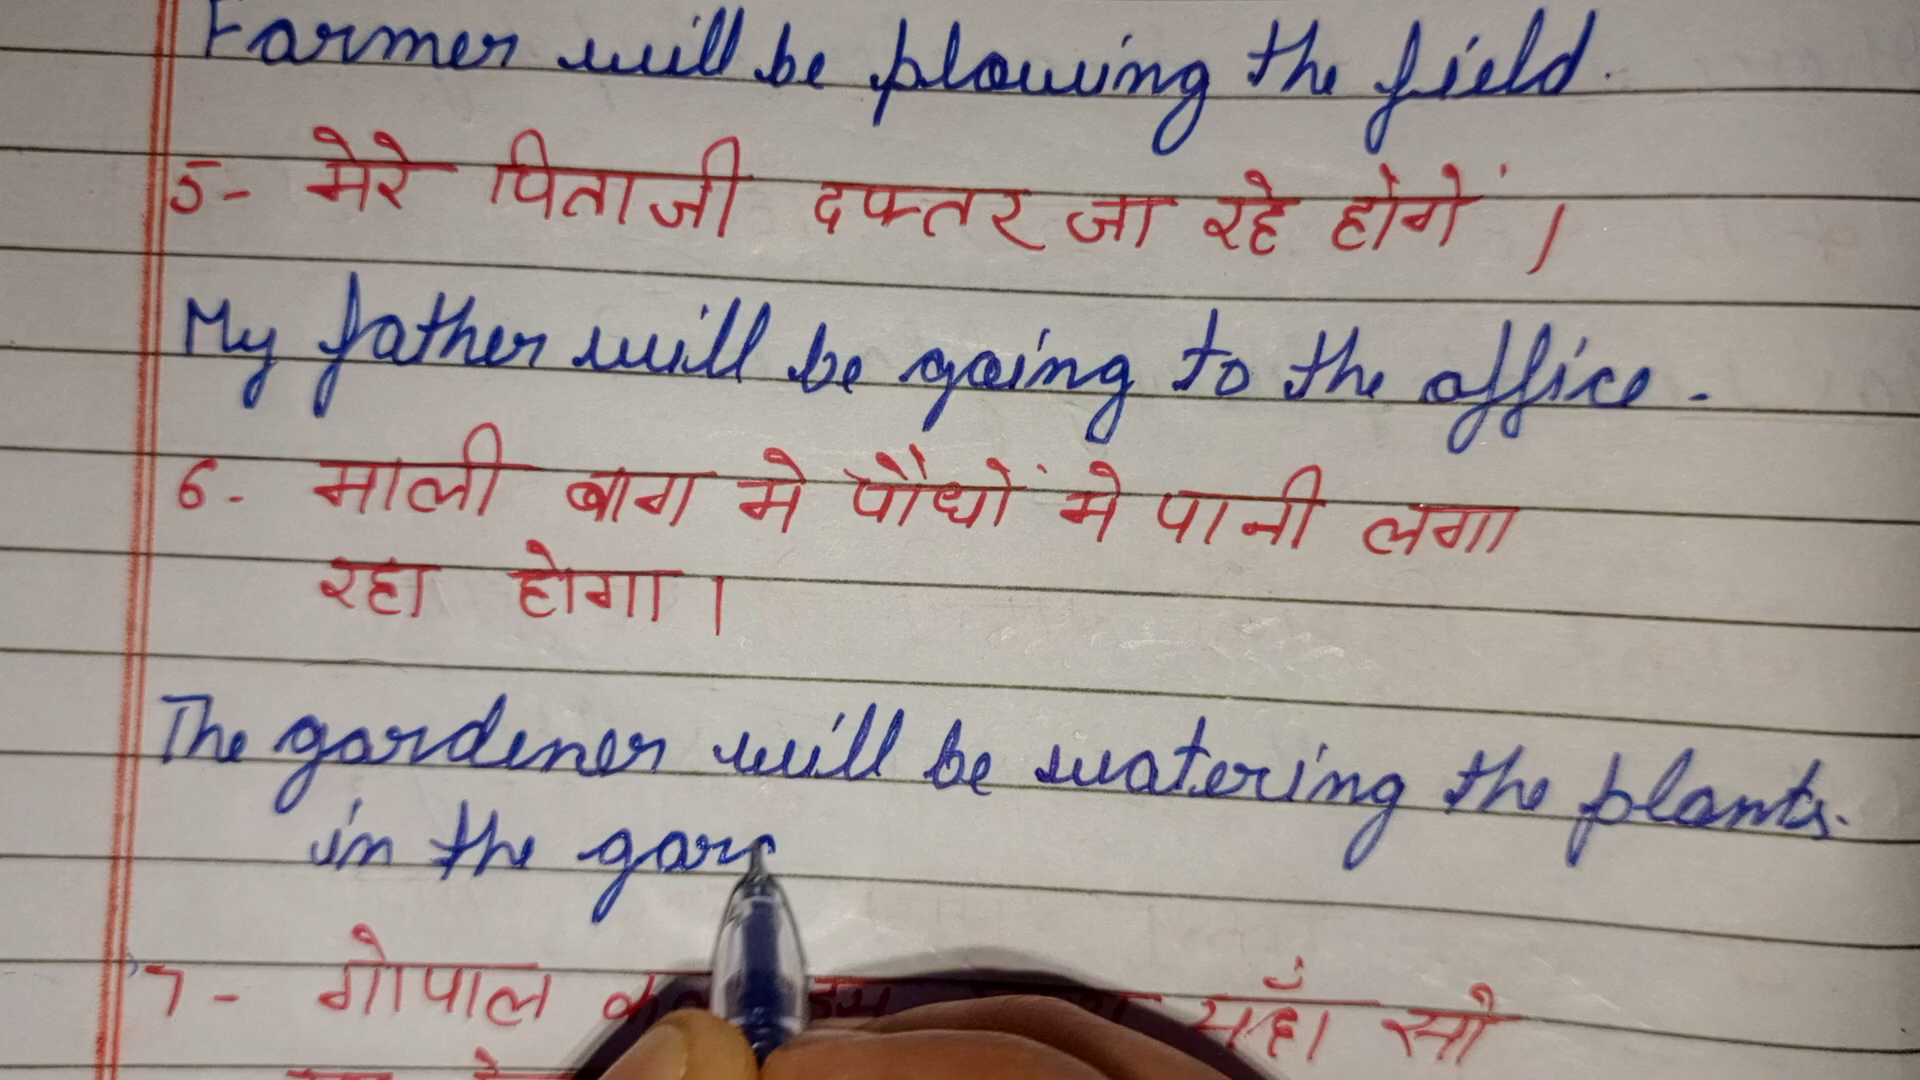 Farmer will be plowing the field.
5- मेरे पिताजी दफ्तर जा रहे होगें ।
My father will be going to the office.
6- माली बाग मे पौधों मे पानी लगा
रहा होगा।
The gardener will be watering the plants.
in the gar
7- गोपाल यहाँ सो